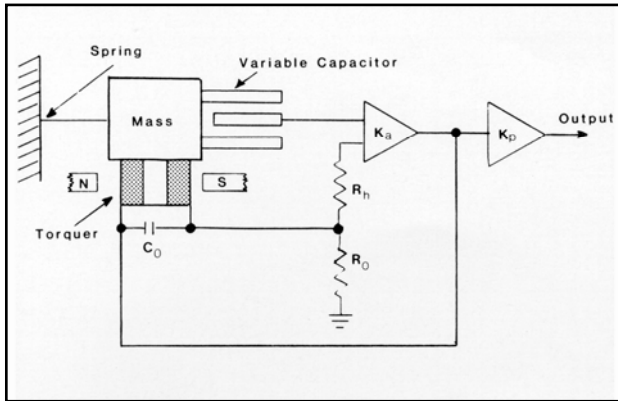 Spring
Variable Capacitor
Mass
Output
Ka
Kp
N
S
Rh
Torquer
C0
R0